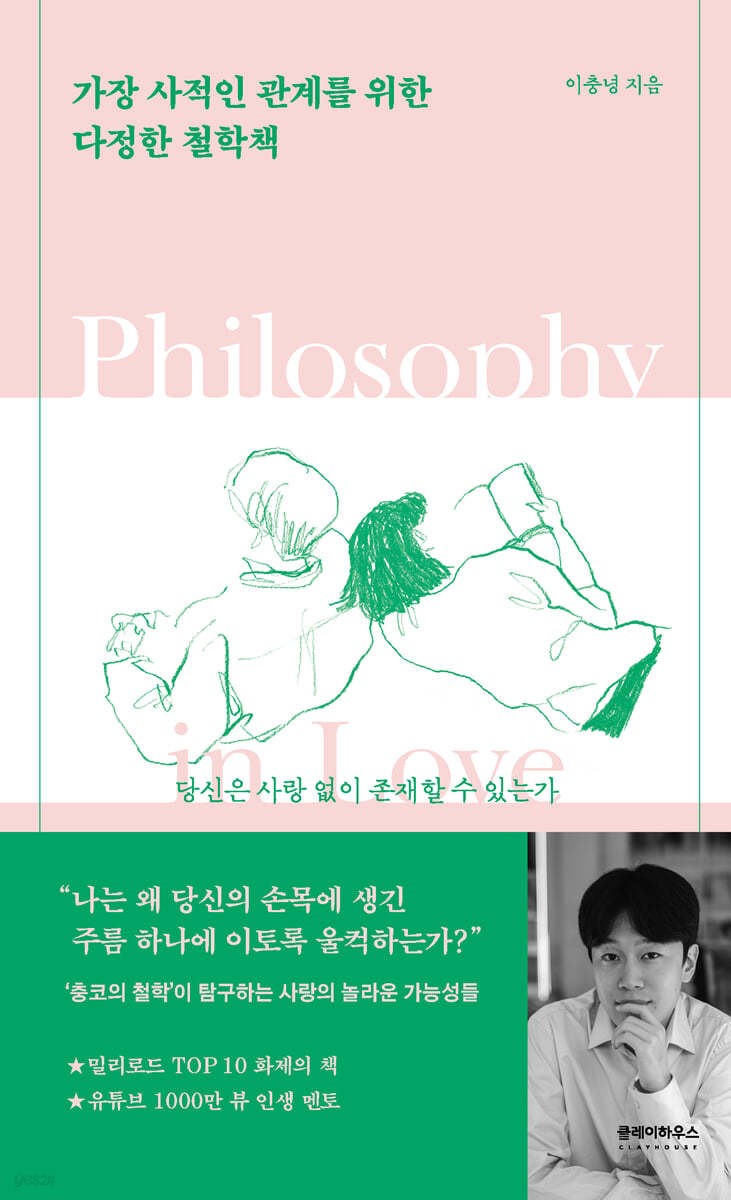 가장 사적인 관계를 위한
다정한 철학책
이충녕 지음
Philosophy
in Love
당신은 사랑 없이 존재할 수 있는가
“나는 왜 당신의 손목에 생긴
주름 하나에 이토록 울컥하는가?”
‘충코의 철학’이 탐구하는 사랑의 놀라운 가능성들
★밀리로드 TOP 10 화제의 책
★유튜브 1000만 뷰 인생 멘토
클레이하우스
CLAYHOUSE
yes24